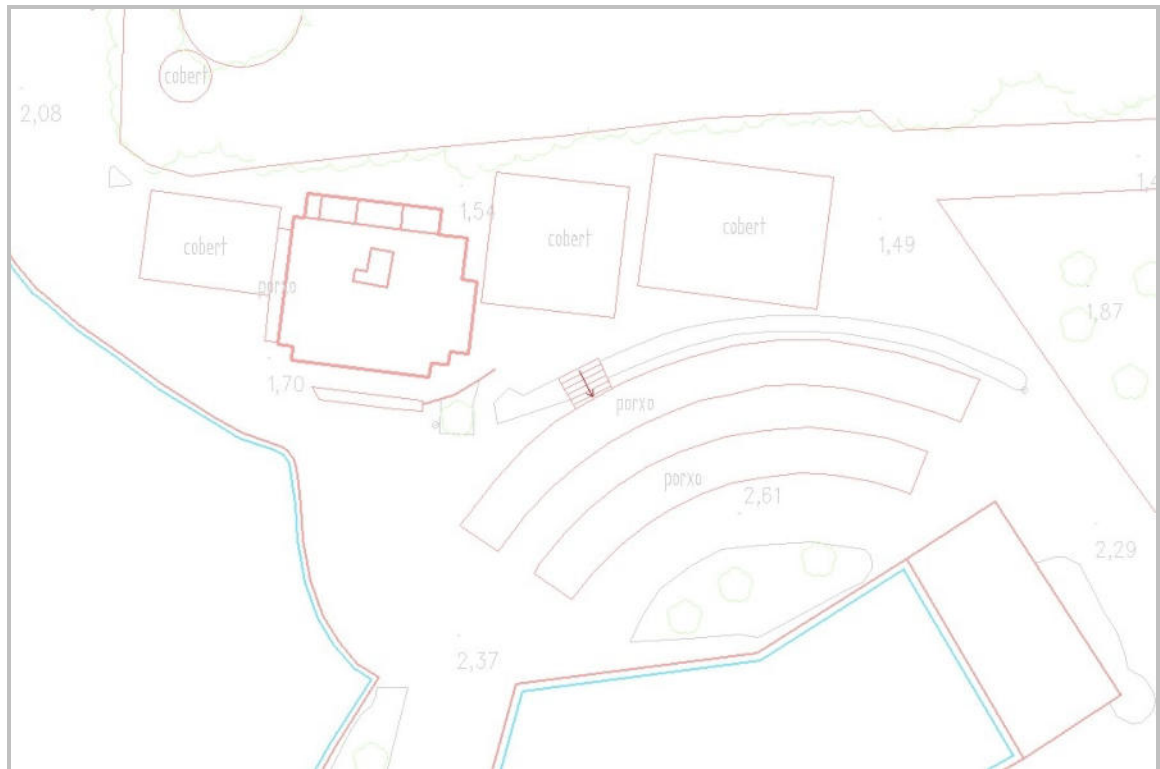 cobert
2,08
1,54
cobert
cobert
cobert
1,49
porxo
1,87
1,70
porxo
porxo
2,61
2,29
2,37